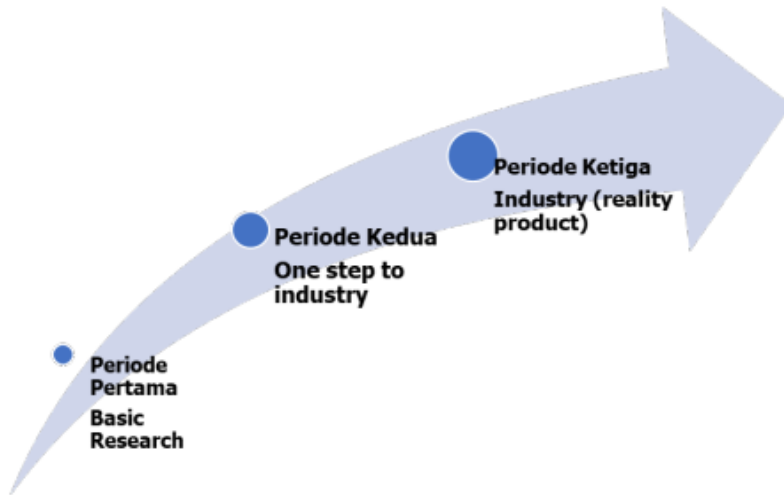 Periode
Pertama
Basic
Research
Periode Kedua
One step to
industry
Periode Ketiga
Industry (reality
product)